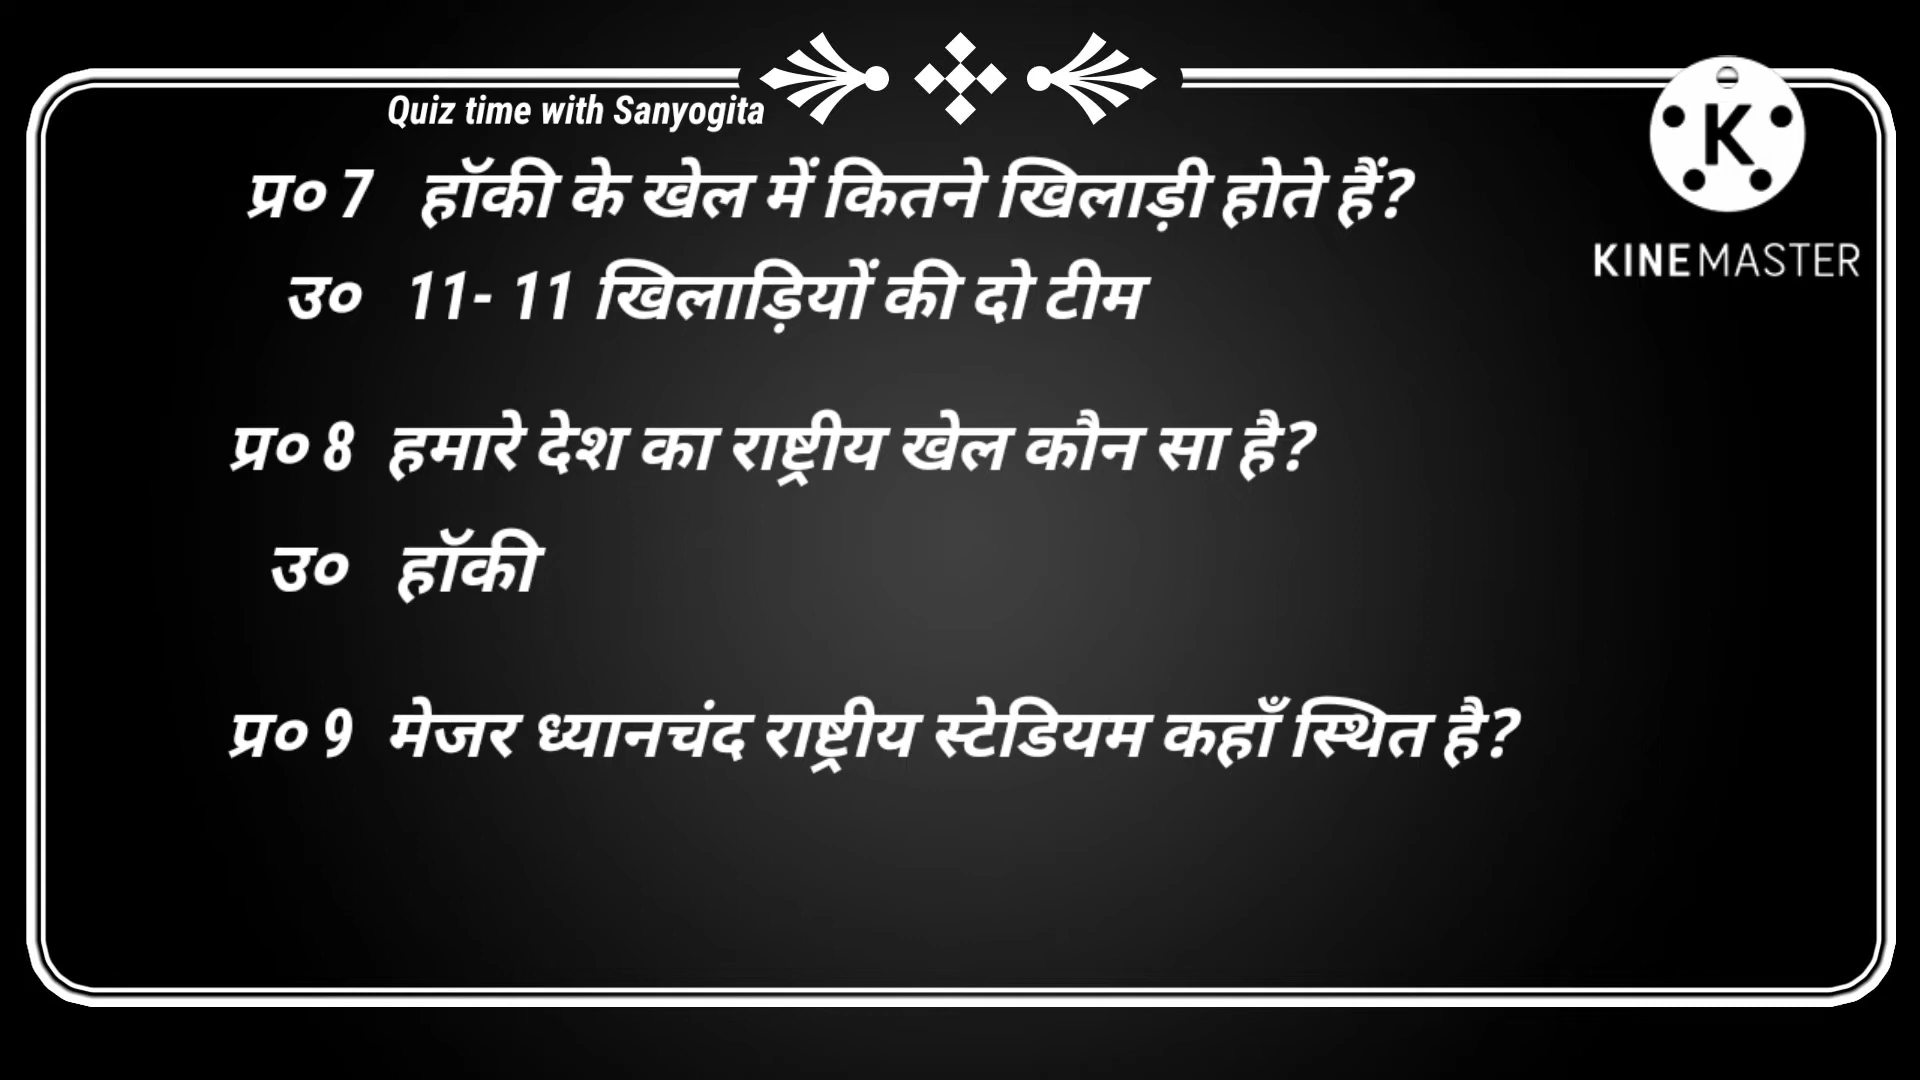 Quiz time with Sanyogita
प्र० 7 हॉकी के खेल में कितने खिलाड़ी होते हैं?
उ० 11- 11 खिलाड़ियों की दो टीम
प्र० 8 हमारे देश का राष्ट्रीय खेल कौन सा है?
उ० हॉकी
प्र० 9 मेजर ध्यानचंद राष्ट्रीय स्टेडियम कहाँ स्थित है?
K
KINEMASTER